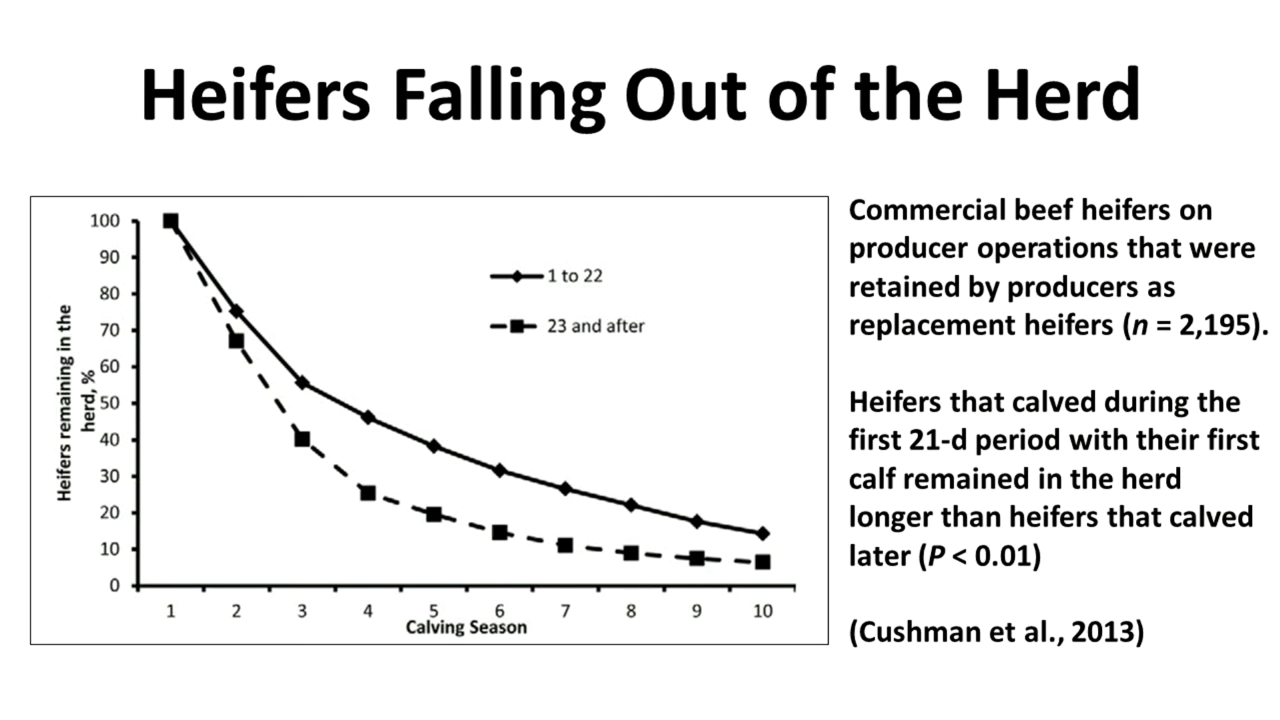 Heifers Falling Out of the Herd
Heifers remaining in the
herd, %
100
90
80
70
60
50
40
30
20
10
0
1 to 22
23 and after
1 2 3 4 5 6 7 8 9 10
Calving Season
Commercial beef heifers on
producer operations that were
retained by producers as
replacement heifers (n = 2,195).
Heifers that calved during the
first 21-d period with their first
calf remained in the herd
longer than heifers that calved
later (P < 0.01)
(Cushman et al., 2013)